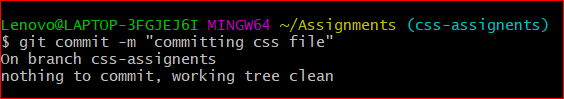 Lenovo@LAPTOP-3FGJEJ6I MINGW64 ~/Assignments (css-assignents)
$ git commit -m "committing css file"
On branch css-assignents
nothing to commit, working tree clean